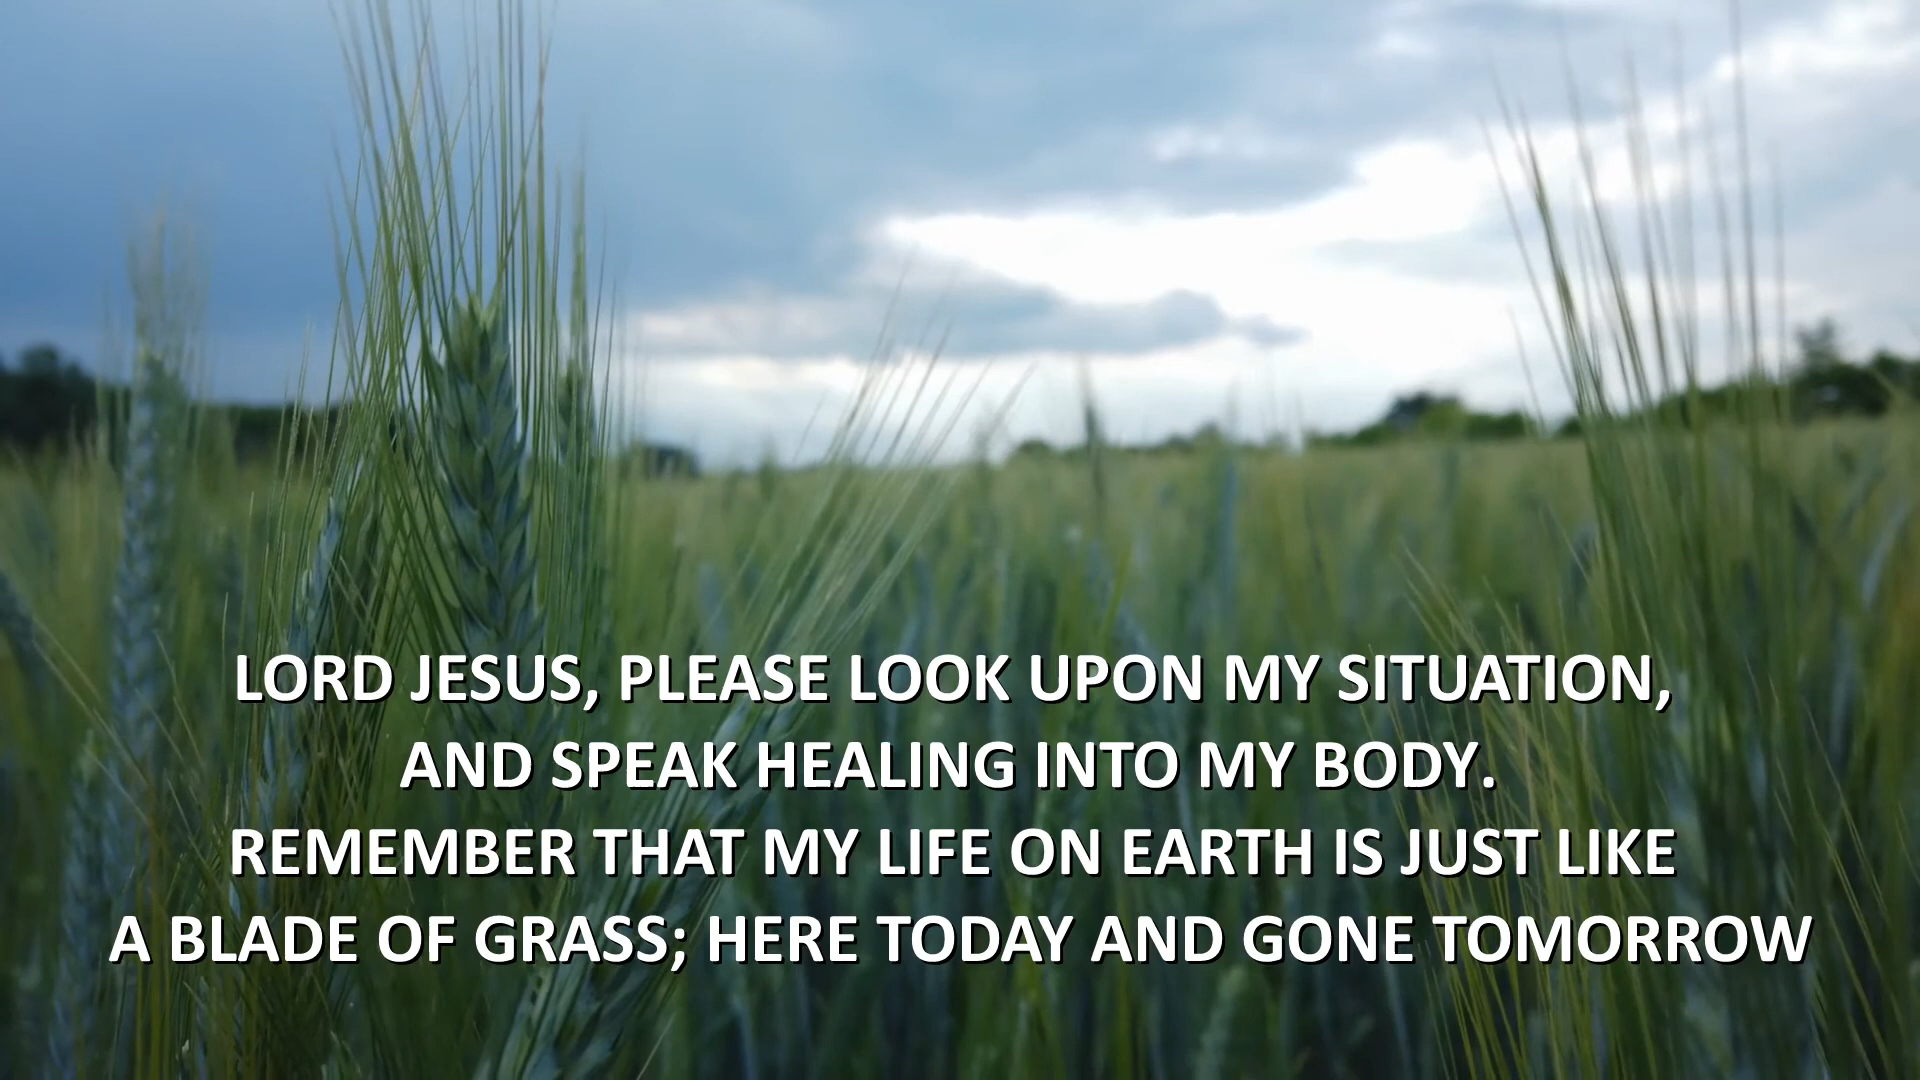 LORD JESUS, PLEASE LOOK UPON MY SITUATION,
AND SPEAK HEALING INTO MY BODY.
REMEMBER THAT MY LIFE ON EARTH IS JUST LIKE
A BLADE OF GRASS; HERE TODAY AND GONE TOMORROW